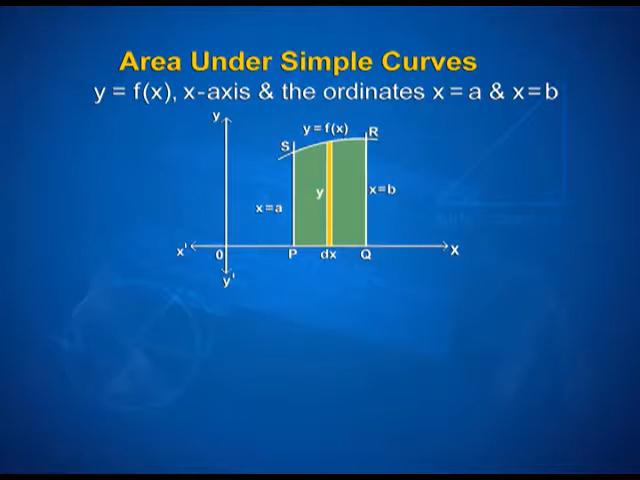 Area Under Simple Curves
y = f(x), x-axis & the ordinates x = a & x = b
y
y = f(x)
S
R
y
x = b
x = a
x'
0
P
dx
Q
X
y'